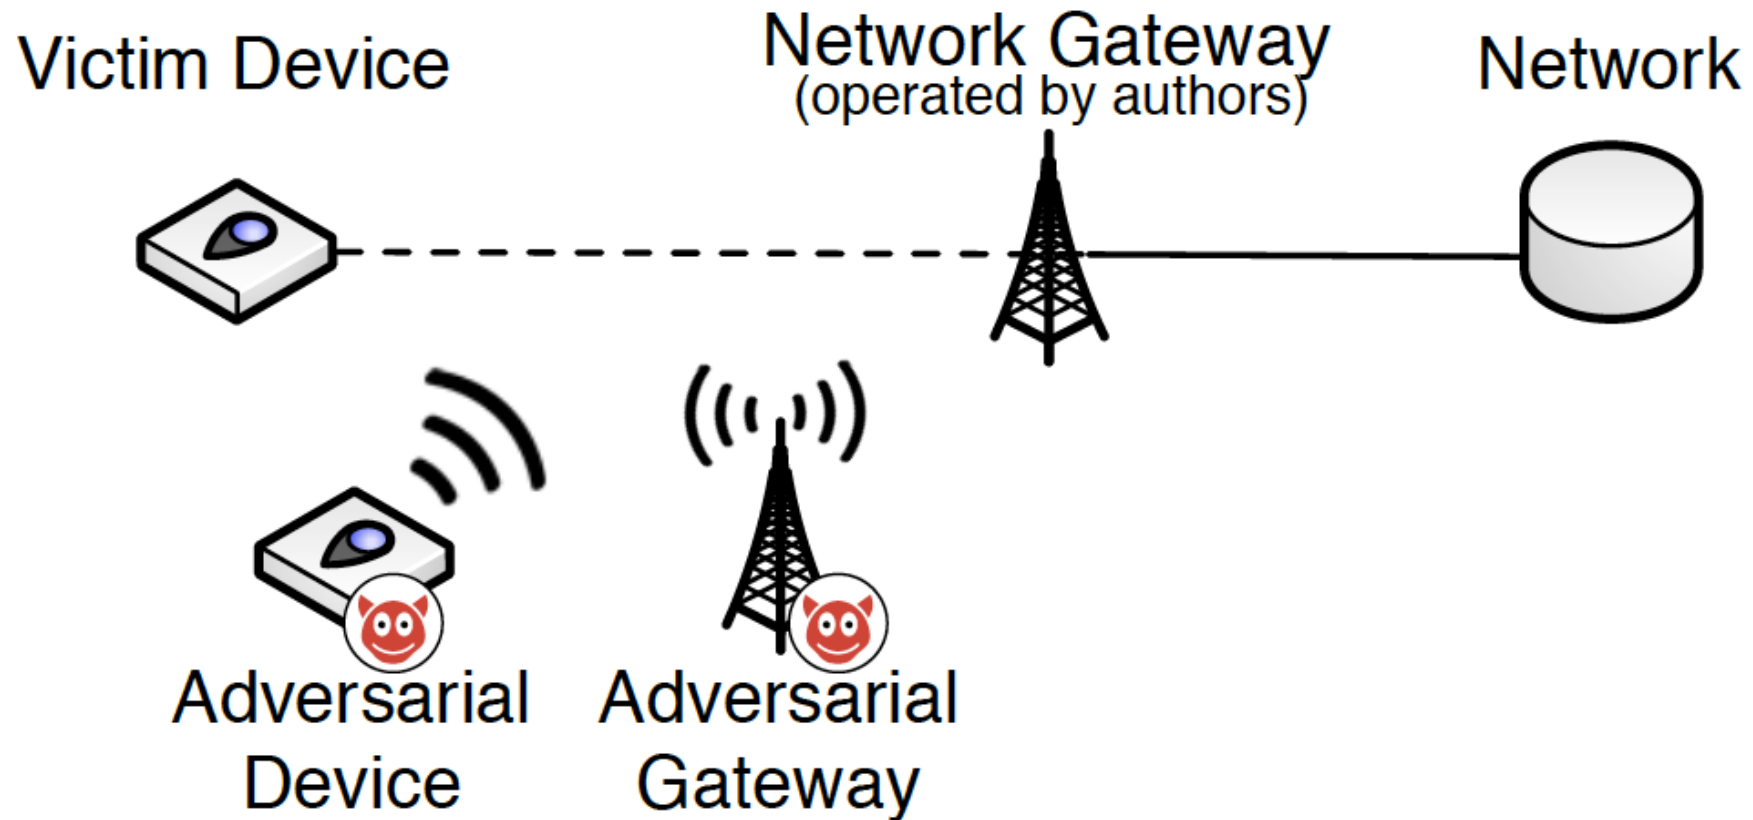 Victim Device
Network Gateway
(operated by authors)
Network
Adversarial
Device
Adversarial
Gateway